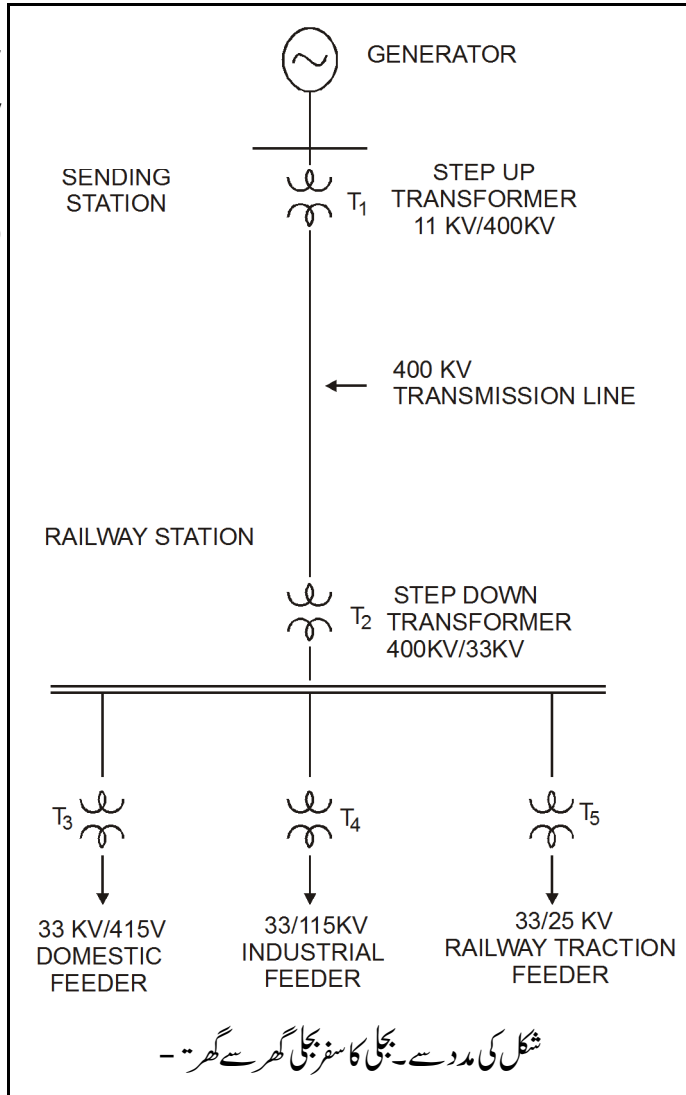 GENERATOR
SENDING
STATION
T1
STEP UP
TRANSFORMER
11 KV/400KV
400 KV
TRANSMISSION LINE
RAILWAY STATION
T2
STEP DOWN
TRANSFORMER
400KV/33KV
T3
T4
T5
33 KV/415V
DOMESTIC
FEEDER
33/115KV
INDUSTRIAL
FEEDER
33/25 KV
RAILWAY TRACTION
FEEDER
شکل کی مدد سے۔ بجلی کا سفر بجلی گھر سے گھر -